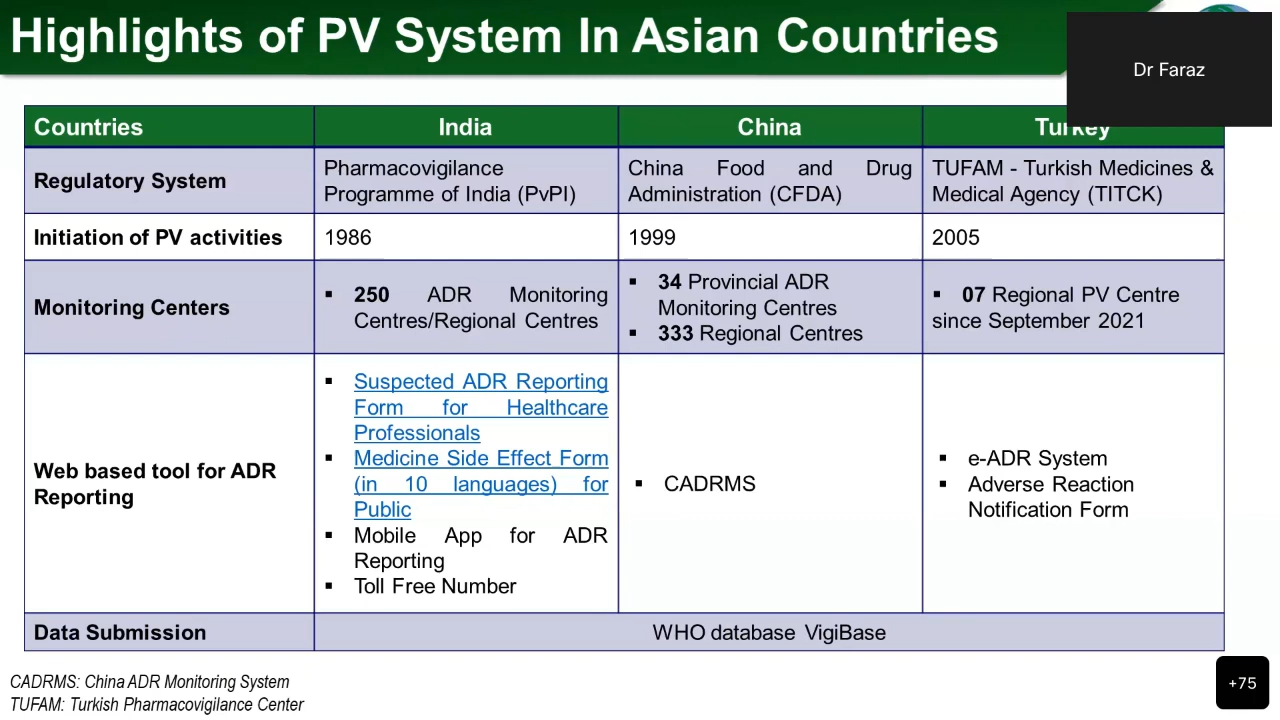 Highlights of PV System In Asian Countries
Dr Faraz
Countries
India
China
Turkey
Regulatory System
Pharmacovigilance
Programme of India (PvPI)
China Food and Drug
Administration (CFDA)
TUFAM - Turkish Medicines &
Medical Agency (TITCK)
Initiation of PV activities
1986
1999
2005
Monitoring Centers
▪ 250 ADR Monitoring
Centres/Regional Centres
▪ 34 Provincial ADR
Monitoring Centres
▪ 333 Regional Centres
▪ 07 Regional PV Centre
since September 2021
Web based tool for ADR
Reporting
▪ Suspected ADR Reporting
Form for Healthcare
Professionals
▪ Medicine Side Effect Form
(in 10 languages) for
Public
▪ Mobile App for ADR
Reporting
▪ Toll Free Number
▪ CADRMS
▪ e-ADR System
▪ Adverse Reaction
Notification Form
Data Submission
WHO database VigiBase
CADRMS: China ADR Monitoring System
TUFAM: Turkish Pharmacovigilance Center
+75